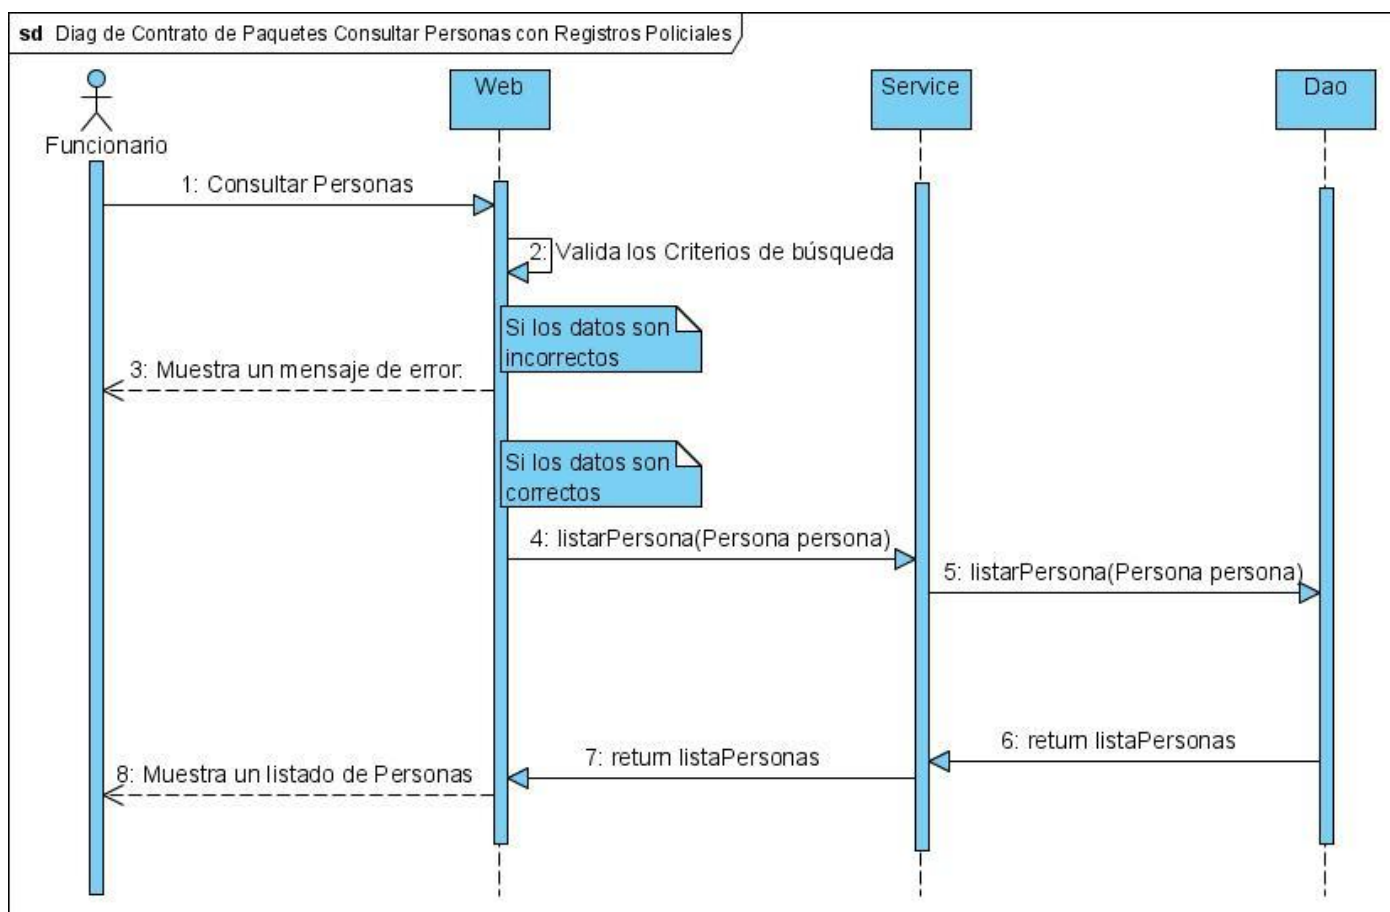 sd Diag de Contrato de Paquetes Consultar Personas con Registros Policiales
Web
Service
Dao
Funcionario
1: Consultar Personas
2: Valida los Criterios de búsqueda
Si los datos son
incorrectos
3: Muestra un mensaje de error.
Si los datos son
correctos
4: listarPersona(Persona persona)
5: listarPersona(Persona persona)
6: return listaPersonas
7: return listaPersonas
8: Muestra un listado de Personas